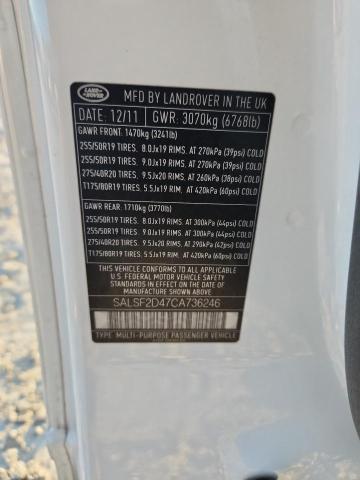 LAND ROVER
MFD BY LANDROVER IN THE UK
DATE: 12/11 GWR: 3070kg (6768lb)
GAWR FRONT: 1470kg (3241lb)
255/50R19 TIRES. 8.0Jx19 RIMS. AT 270kPa (39psi) COLD
255/50R19 TIRES. 9.0Jx19 RIMS. AT 270kPa (39psi) COLD
275/40R20 TIRES. 9.5Jx20 RIMS. AT 260kPa (38psi) COLD
T175/80R19 TIRES. 5.5Jx19 RIM. AT 420kPa (60psi) COLD
GAWR REAR: 1710kg (3770lb)
255/50R19 TIRES. 8.0Jx19 RIMS. AT 300kPa (44psi) COLD
255/50R19 TIRES. 9.0Jx19 RIMS. AT 300kPa (44psi) COLD
275/40R20 TIRES. 9.5Jx20 RIMS. AT 290kPa (42psi) COLD
T175/80R19 TIRES. 5.5Jx19 RIM. AT 420kPa (60psi) COLD
THIS VEHICLE CONFORMS TO ALL APPLICABLE
U.S. FEDERAL MOTOR VEHICLE SAFETY
STANDARDS IN EFFECT ON THE DATE
OF MANUFACTURE SHOWN ABOVE
SALSF2D47CA736246
TYPE: MULTI-PURPOSE PASSENGER VEHICLE